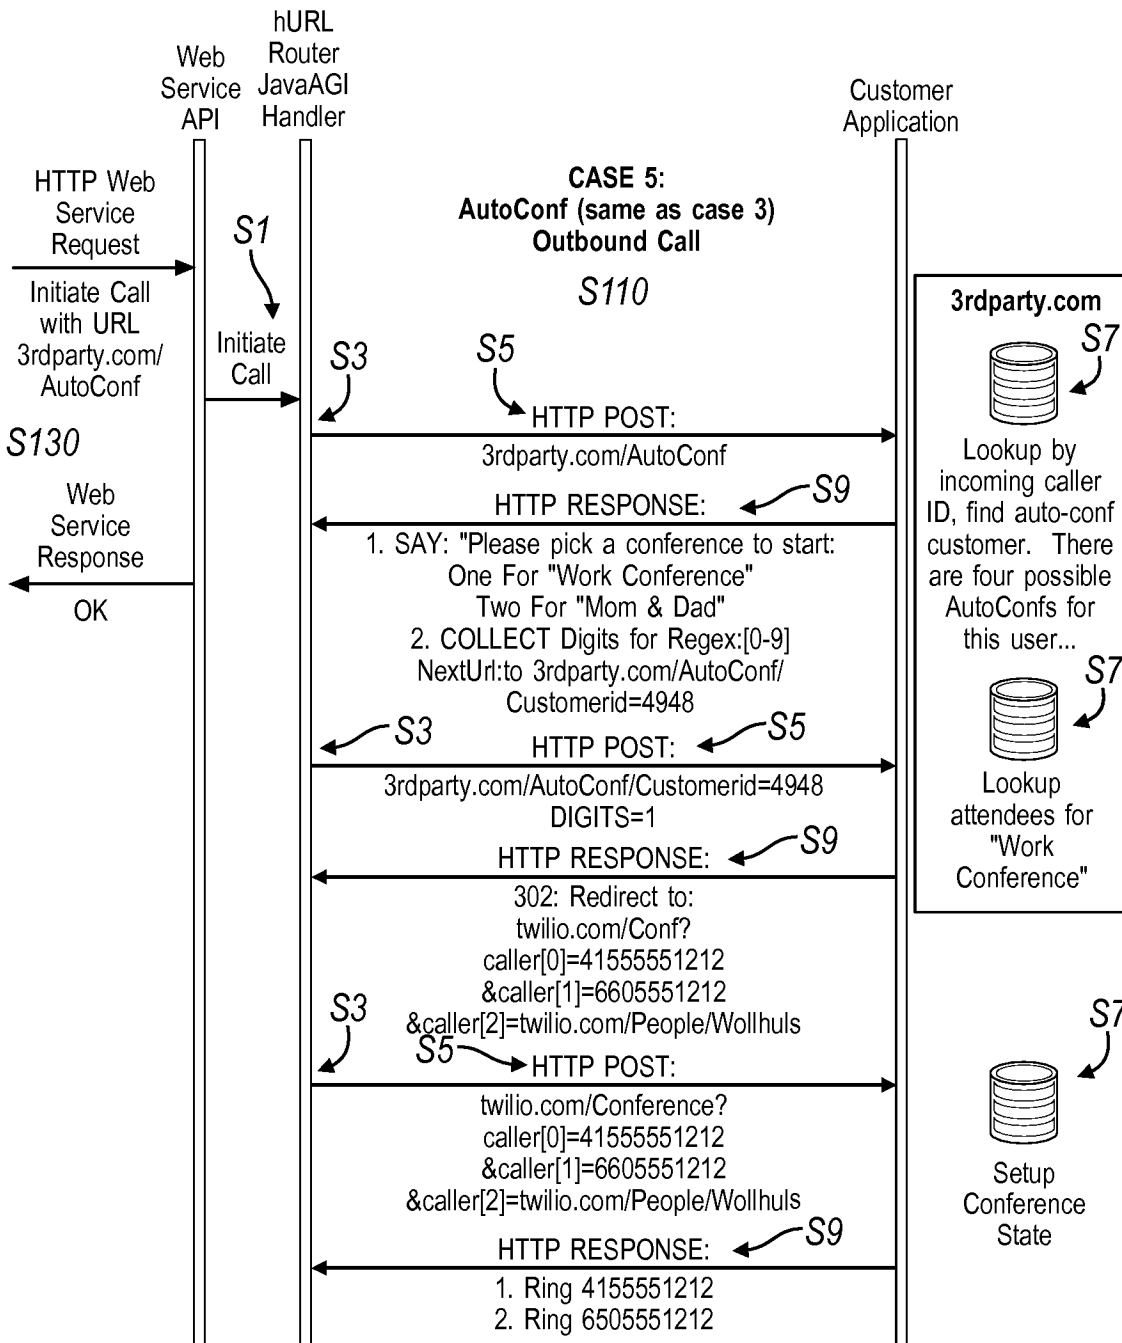 hURL
Router
JavaAGI
Handler
Web
Service
API
Customer
Application
HTTP Web
Service
Request
Initiate Call
with URL
3rdparty.com/
AutoConf
S130
Web
Service
Response
OK
S1
Initiate
Call
CASE 5:
AutoConf (same as case 3)
Outbound Call
S110
S3
S5
HTTP POST:
3rdparty.com/AutoConf
HTTP RESPONSE:
S9
1. SAY: "Please pick a conference to start:
One For "Work Conference"
Two For "Mom & Dad"
2. COLLECT Digits for Regex:[0-9]
NextUrl:to 3rdparty.com/AutoConf/
Customerid=4948
S3
HTTP POST:
S5
3rdparty.com/AutoConf/Customerid=4948
DIGITS=1
HTTP RESPONSE:
S9
302: Redirect to:
twilio.com/Conf?
caller[0]=41555551212
&caller[1]=6605551212
&caller[2]=twilio.com/People/Wollhuls
S3
S5
HTTP POST:
twilio.com/Conference?
caller[0]=41555551212
&caller[1]=6605551212
&caller[2]=twilio.com/People/Wollhuls
HTTP RESPONSE:
S9
1. Ring 4155551212
2. Ring 6505551212
3rdparty.com
S7
Lookup by
incoming caller
ID, find auto-conf
customer. There
are four possible
AutoConfs for
this user...
S7
Lookup
attendees for
"Work
Conference"
S7
Setup
Conference
State